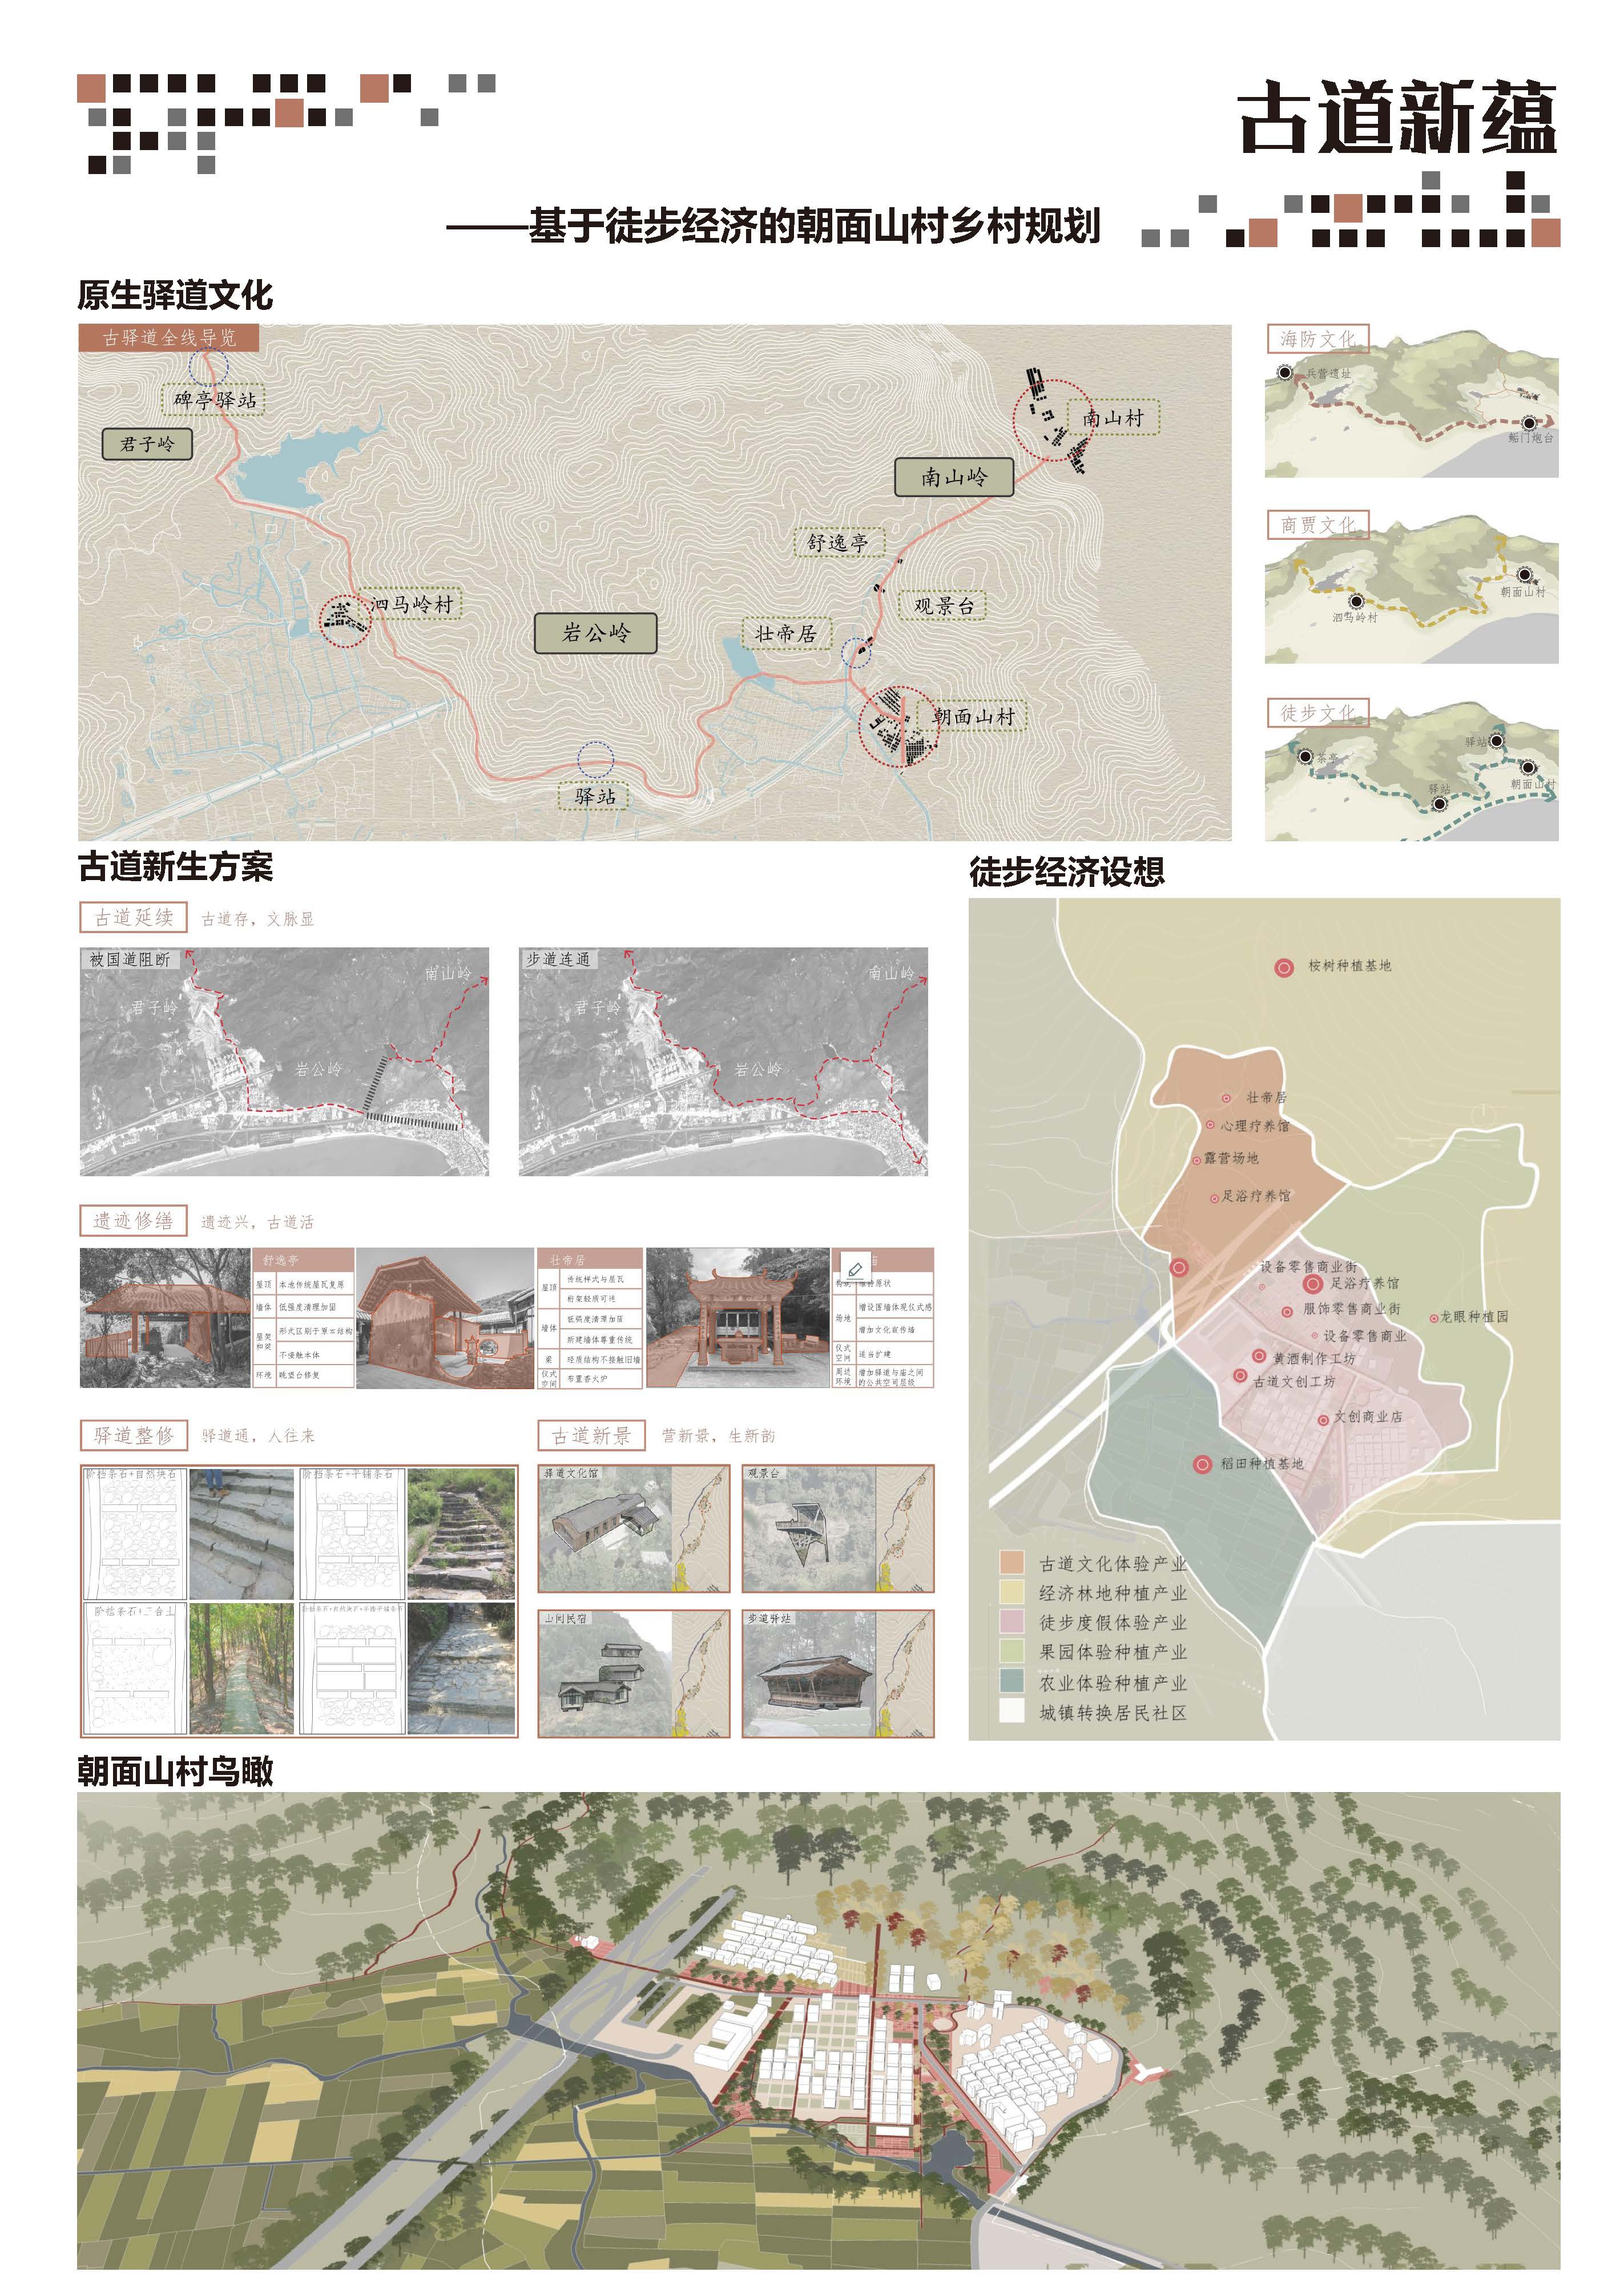 古道新蕴
——基于徒步经济的朝面山村乡村规划
原生驿道文化
古驿道全线导览
碑亭驿站
君子岭
南山村
南山岭
舒逸亭
泗马岭村
观景台
岩公岭
壮帝居
朝面山村
驿站
海防文化
兵营遗址
鲘门炮台
商贾文化
朝面山村
泗马岭村
徒步文化
驿站
茶亭
朝面山村
驿站
古道新生方案
古道延续
古道存，文脉显
被国道阻断
南山岭
君子岭
岩公岭
步道连通
南山岭
君子岭
岩公岭
遗迹修缮
遗迹兴，古道活
舒逸亭
屋顶 本地传统屋瓦复原
墙体 低强度清理加固
屋架和梁 形式区别于原本结构
不接触本体
环境 眺望台修复
壮帝居
屋顶 传统样式与屋瓦
桁架轻质可逆
墙体 低强度清理加固
新建墙体尊重传统
梁 轻质结构不接触旧墙
仪式空间 布置香火炉
场地 增设围墙体现仪式感
增加文化宣传墙
仪式空间 适当扩建
周边环境 增加驿道与庙之间的公共空间层级
驿道整修
驿道通，人往来
阶挡条石+自然块石
阶挡条石+平铺条石
阶挡条石+三合土
古道新景
营新景，生新韵
驿道文化馆
观景台
山间民宿
步道驿站
徒步经济设想
桉树种植基地
壮帝居
心理疗养馆
露营场地
足浴疗养馆
设备零售商业街
足浴疗养馆
服饰零售商业街
龙眼种植园
设备零售商业
黄酒制作工坊
古道文创工坊
文创商业店
稻田种植基地
古道文化体验产业
经济林地种植产业
徒步度假体验产业
果园体验种植产业
农业体验种植产业
城镇转换居民社区
朝面山村鸟瞰